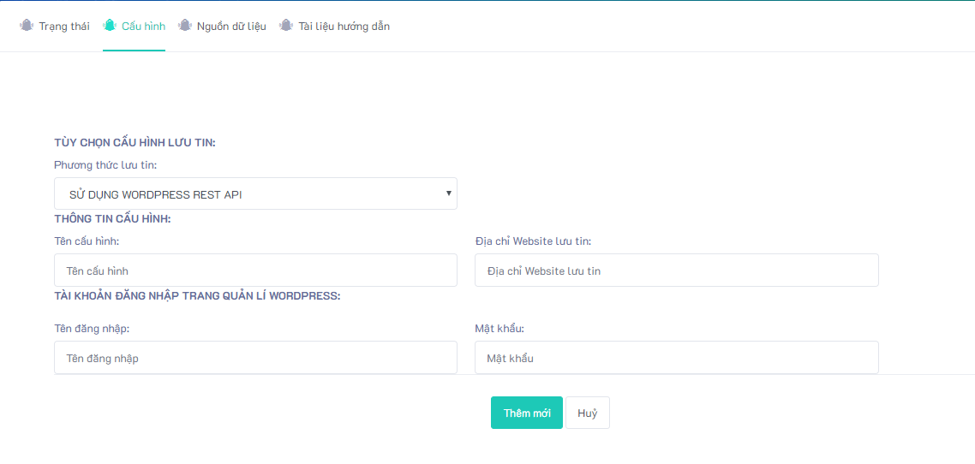 Trạng thái Cấu hình Nguồn dữ liệu Tài liệu hướng dẫn
TÙY CHỌN CẤU HÌNH LƯU TIN:
Phương thức lưu tin:
SỬ DỤNG WORDPRESS REST API
THÔNG TIN CẤU HÌNH:
Tên cấu hình: Địa chỉ Website lưu tin:
Tên cấu hình Địa chỉ Website lưu tin
TÀI KHOẢN ĐĂNG NHẬP TRANG QUẢN LÍ WORDPRESS:
Tên đăng nhập: Mật khẩu:
Tên đăng nhập Mật khẩu
Thêm mới Huỷ